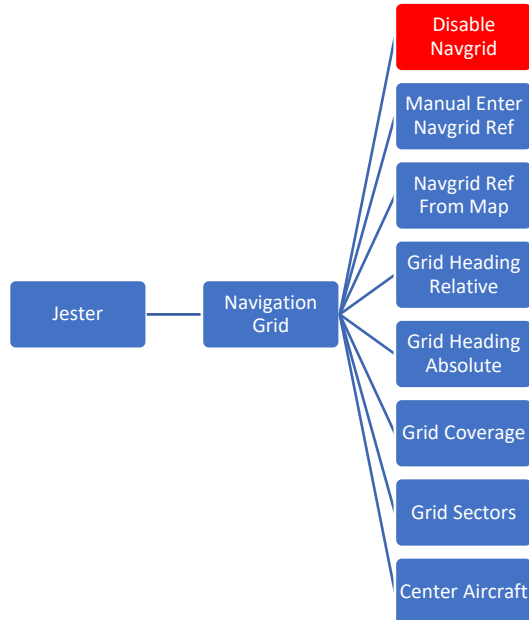 Disable
Navgrid
Manual Enter
Navgrid Ref
Navgrid Ref
From Map
Grid Heading
Relative
Jester
Navigation
Grid
Grid Heading
Absolute
Grid Coverage
Grid Sectors
Center Aircraft